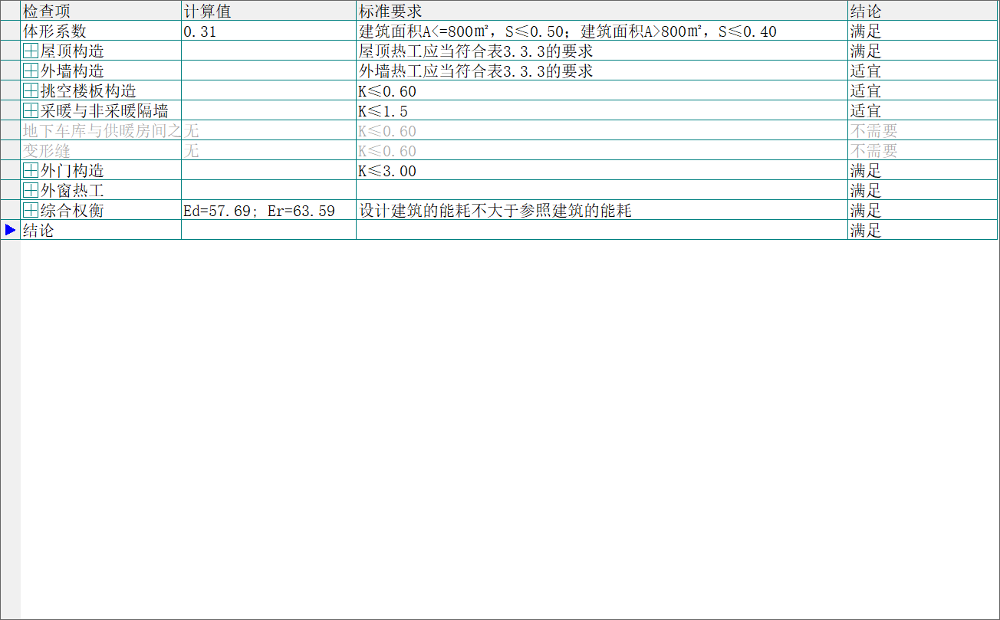 检查项 计算值 标准要求 结论
体形系数 0.31 建筑面积A<=800㎡，S≤0.50；建筑面积A>800㎡，S≤0.40 满足
屋顶构造 屋顶热工应当符合表3.3.3的要求 满足
外墙构造 外墙热工应当符合表3.3.3的要求 适宜
挑空楼板构造 K≤0.60 适宜
采暖与非采暖隔墙 K≤1.5 适宜
地下车库与供暖房间之 无 K≤0.60 不需要
变形缝 无 K≤0.60 不需要
外门构造 K≤3.00 满足
外窗热工 满足
综合权衡 Ed=57.69; Er=63.59 设计建筑的能耗不大于参照建筑的能耗 满足
结论 满足